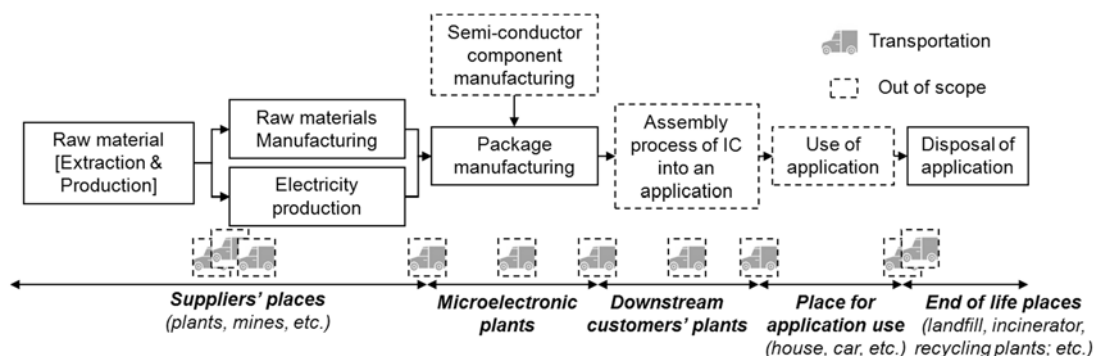 Semi-conductor
component
manufacturing
Transportation
Out of scope
Raw material
[Extraction &
Production]
Raw materials
Manufacturing
Electricity
production
Package
manufacturing
Assembly
process of IC
into an
application
Use of
application
Disposal of
application
Suppliers' places
(plants, mines, etc.)
Microelectronic
plants
Downstream
customers' plants
Place for
application use
(house, car, etc.)
End of life places
(landfill, incinerator,
recycling plants; etc.)